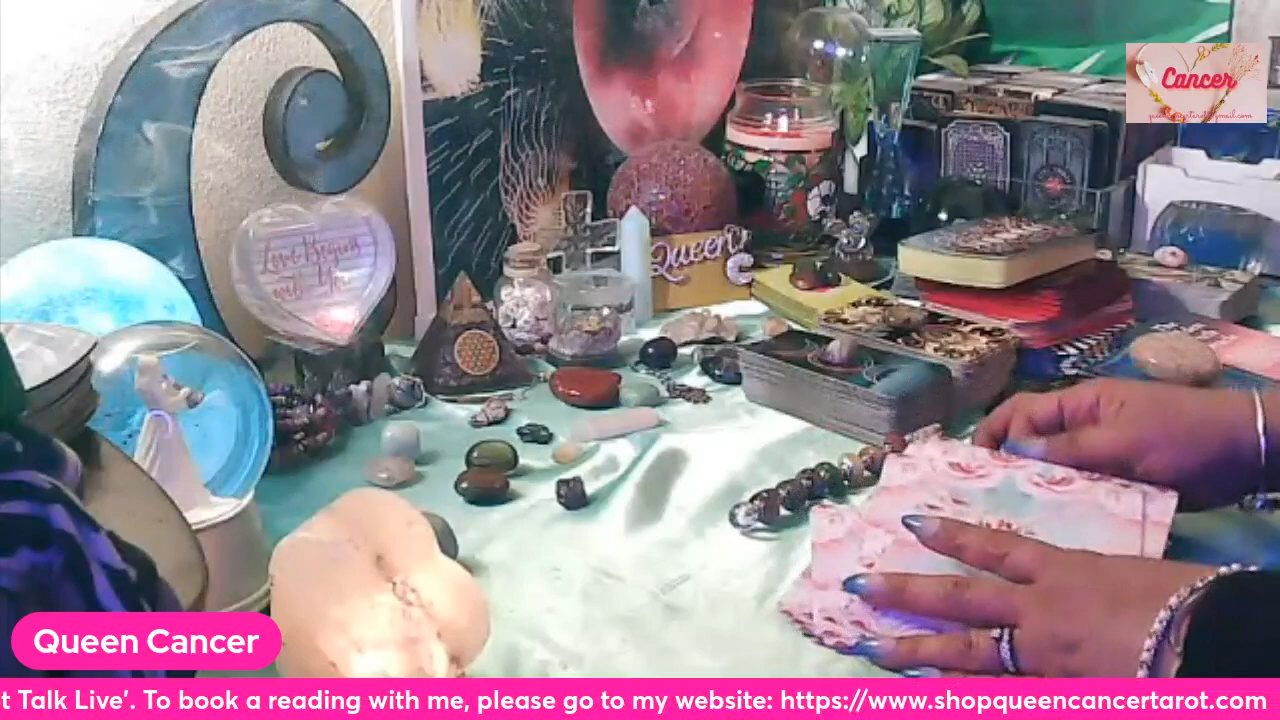 Cancer
Love Begins
with Me
Queen
C
Queen Cancer
t Talk Live'. To book a reading with me, please go to my website: https://www.shopqueencancertarot.com